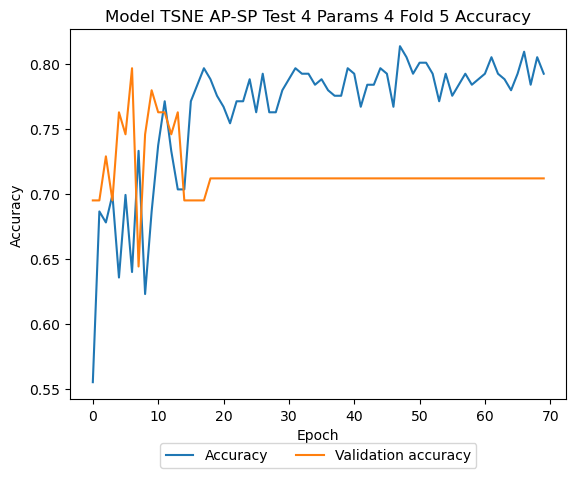 Model TSNE AP-SP Test 4 Params 4 Fold 5 Accuracy
Accuracy
0.80
0.75
0.70
0.65
0.60
0.55
0 10 20 30 40 50 60 70
Epoch
Accuracy Validation accuracy